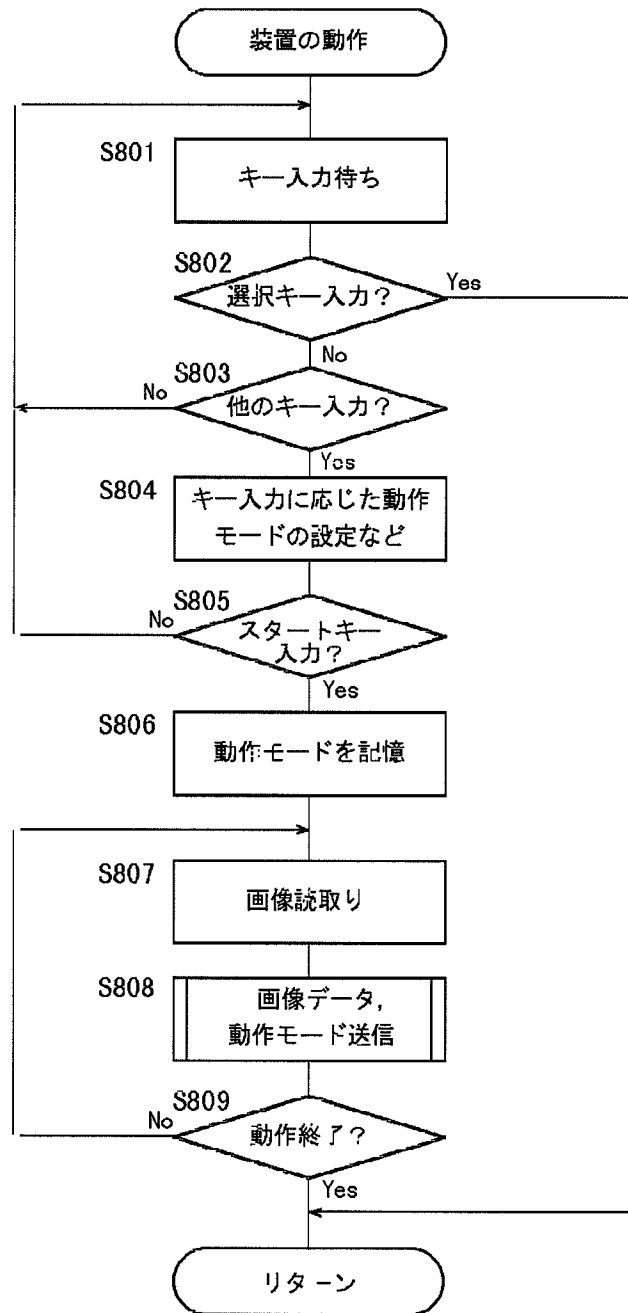 装置の動作
S801
キー入力待ち
S802
選択キー入力？
Yes
No
S803
No
他のキー入力？
Yes
S804
キー入力に応じた動作
モードの設定など
S805
No
スタートキー
入力？
Yes
S806
動作モードを記憶
S807
画像読取り
S808
画像データ,
動作モード送信
S809
No
動作終了？
Yes
リターン